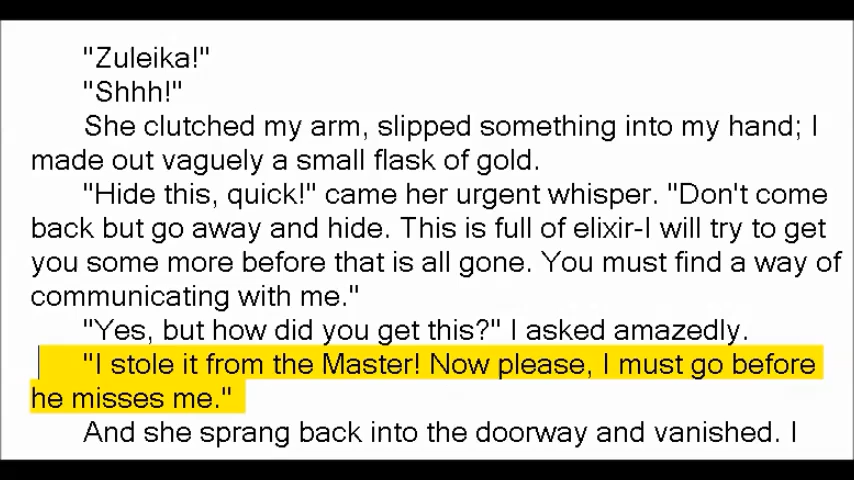 "Zuleika!"
"Shhh!"
She clutched my arm, slipped something into my hand; I
made out vaguely a small flask of gold.
"Hide this, quick!" came her urgent whisper. "Don't come
back but go away and hide. This is full of elixir-I will try to get
you some more before that is all gone. You must find a way of
communicating with me."
"Yes, but how did you get this?" I asked amazedly.
"I stole it from the Master! Now please, I must go before
he misses me."
And she sprang back into the doorway and vanished. I